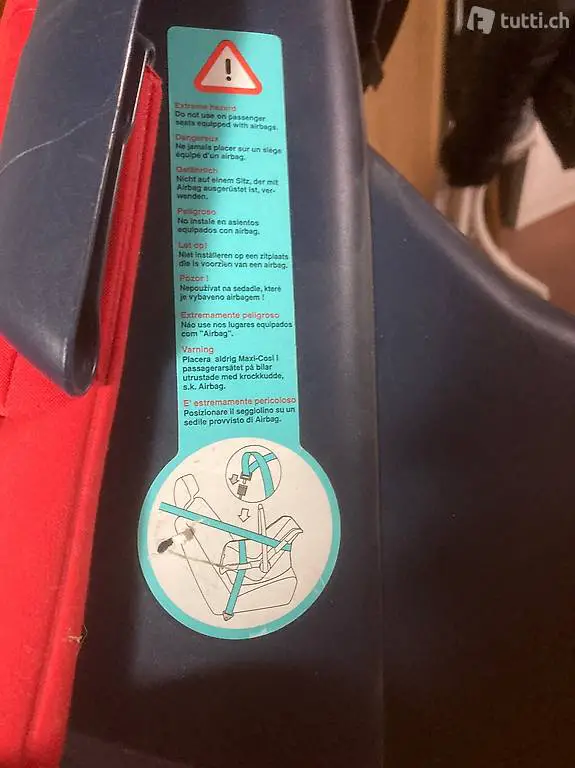 tutti.ch
Extreme hazard
Do not use on passenger
seats equipped with airbags.
Dangereux
Ne jamais placer sur un siège
équipe d'un airbag.
Gefährlich
Nicht auf einem Sitz, der mit
Airbag ausgerüstet ist, ver-
wenden.
Peligroso
No instale en asientos
equipados con airbag.
Let op!
Niet installeren op een zitplaats
die is voorzien van een airbag.
Pozor !
Nepoužívat na sedadle, které
je vybaveno airbagem !
Extremamente peligroso
Não use nos lugares equipados
com "Airbag".
Varning
Placera aldrig Maxi-Cosi i
passagerarsätet på bilar
utrustade med krockkudde,
s.k. Airbag.
E' estremamente pericoloso
Posizionare il seggiolino su un
sedile provvisto di Airbag.